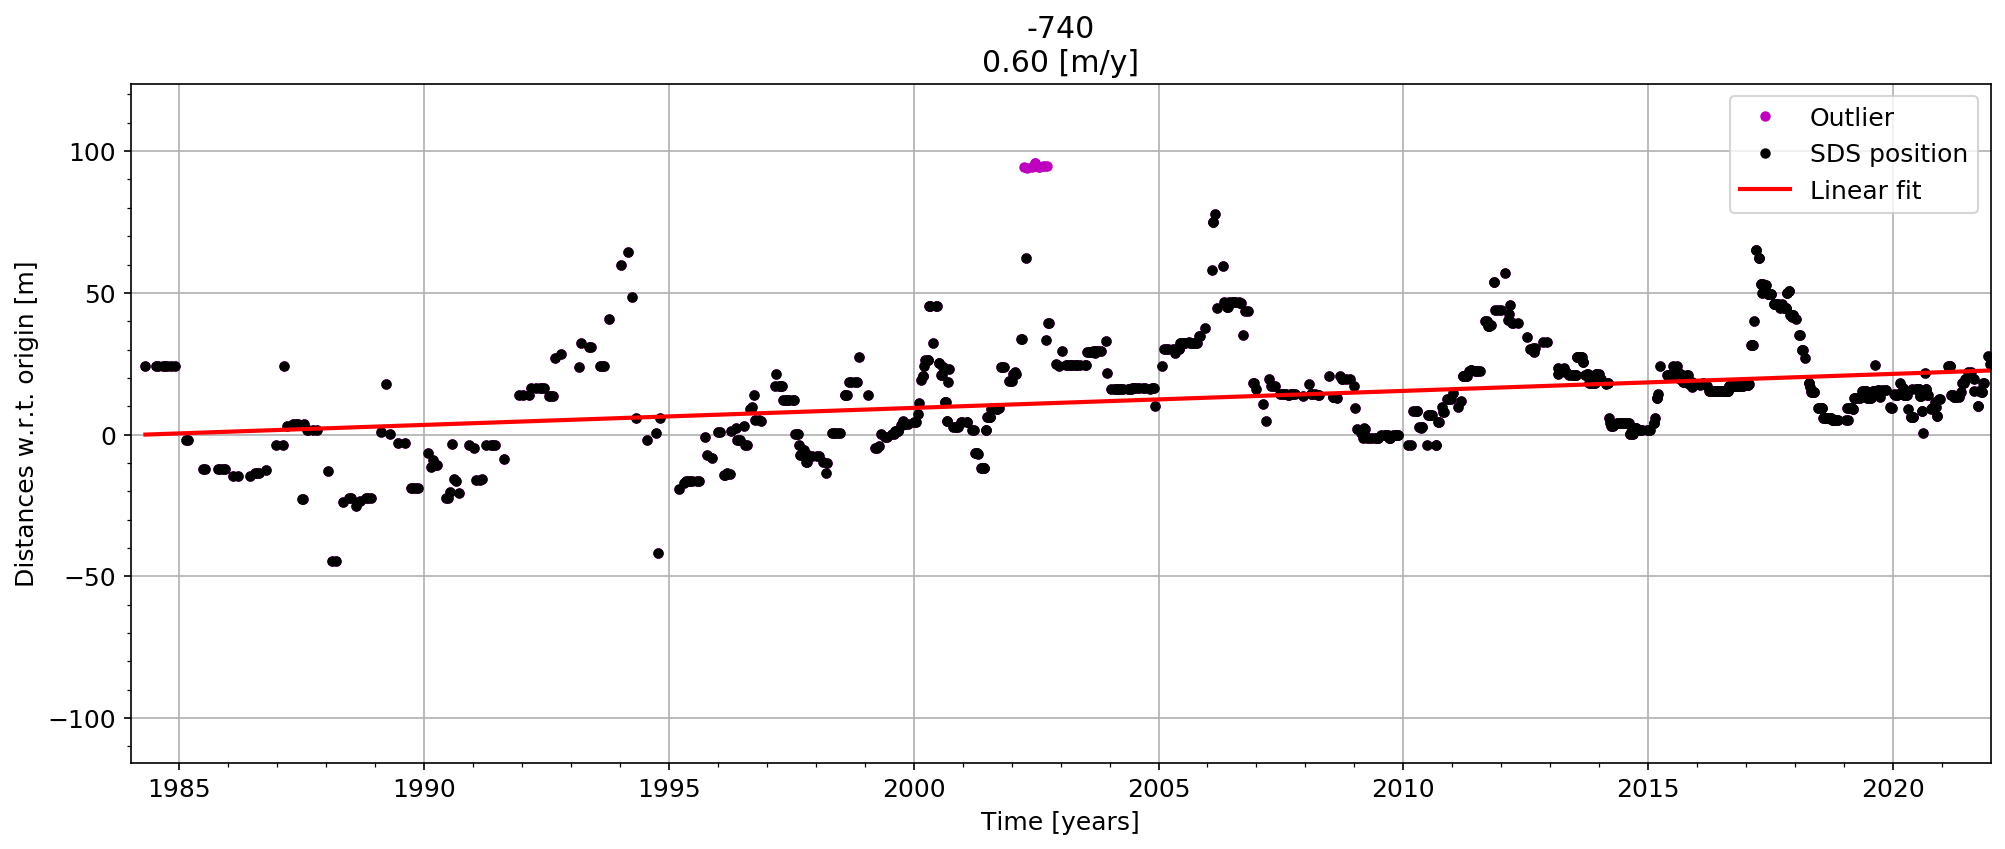 -740
0.60 [m/y]
Outlier
SDS position
Linear fit
Distances w.r.t. origin [m]
100
50
0
−50
−100
1985 1990 1995 2000 2005 2010 2015 2020
Time [years]